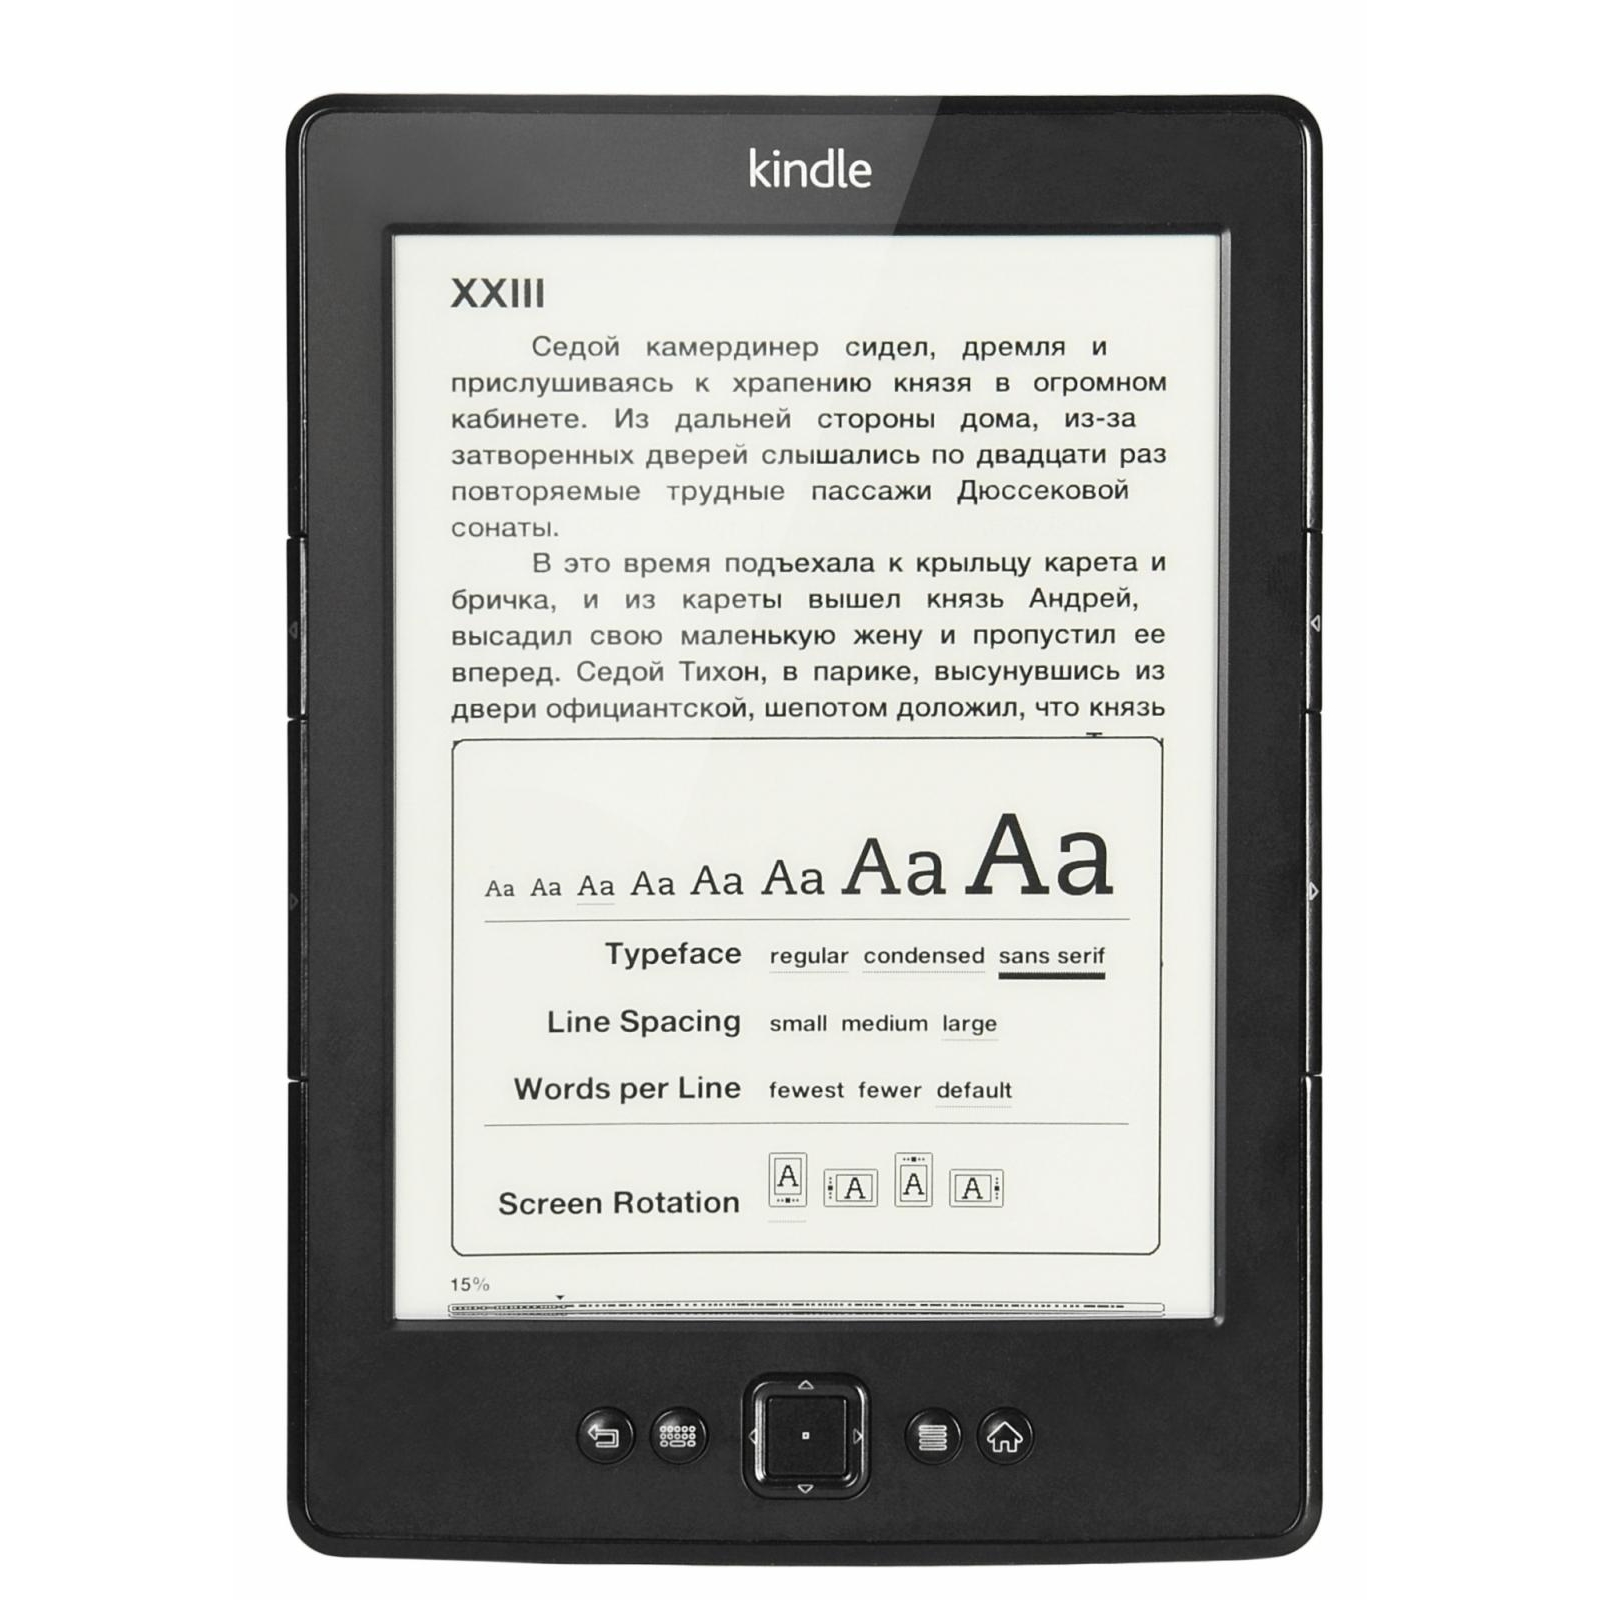 kindle
XXIII
Седой камердинер сидел, дремля и
прислушиваясь к храпению князя в огромном
кабинете. Из дальней стороны дома, из-за
затворенных дверей слышались по двадцати раз
повторяемые трудные пассажи Дюссековой
сонаты.
В это время подъехала к крыльцу карета и
бричка, и из кареты вышел князь Андрей,
высадил свою маленькую жену и пропустил ее
вперед. Седой Тихон, в парике, высунувшись из
двери официантской, шепотом доложил, что князь
Aa Aa Aa Aa Aa Aa Aa Aa
Typeface regular condensed sans serif
Line Spacing small medium large
Words per Line fewest fewer default
Screen Rotation A A A A
15%